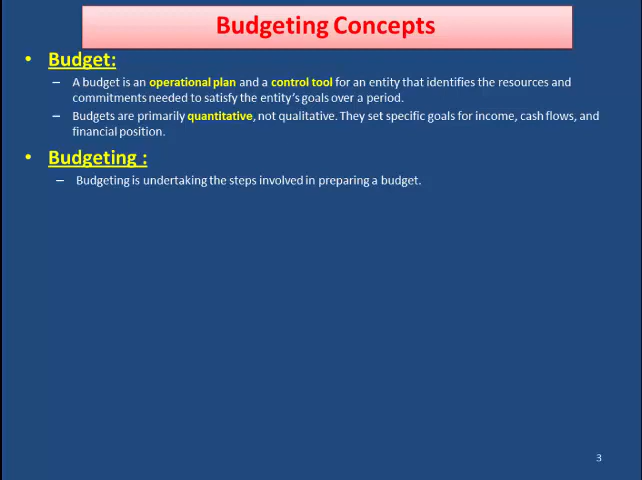 Budgeting Concepts
• Budget:
– A budget is an operational plan and a control tool for an entity that identifies the resources and
commitments needed to satisfy the entity's goals over a period.
– Budgets are primarily quantitative, not qualitative. They set specific goals for income, cash flows, and
financial position.
• Budgeting :
– Budgeting is undertaking the steps involved in preparing a budget.
3